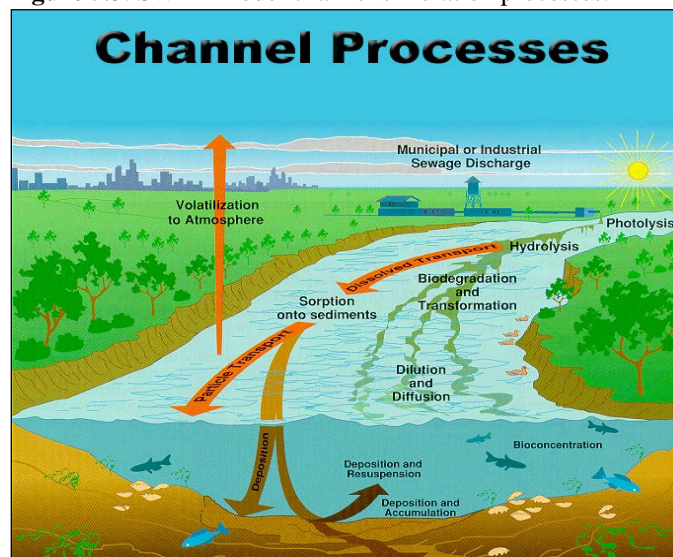 Channel Processes
Municipal or Industrial
Sewage Discharge
Volatilization
to Atmosphere
Photolysis
Hydrolysis
Dissolved Transport
Biodegradation
and
Transformation
Sorption
onto sediments
Particle Transport
Dilution
and
Diffusion
Bioconcentration
Deposition
Deposition and
Resuspension
Deposition and
Accumulation